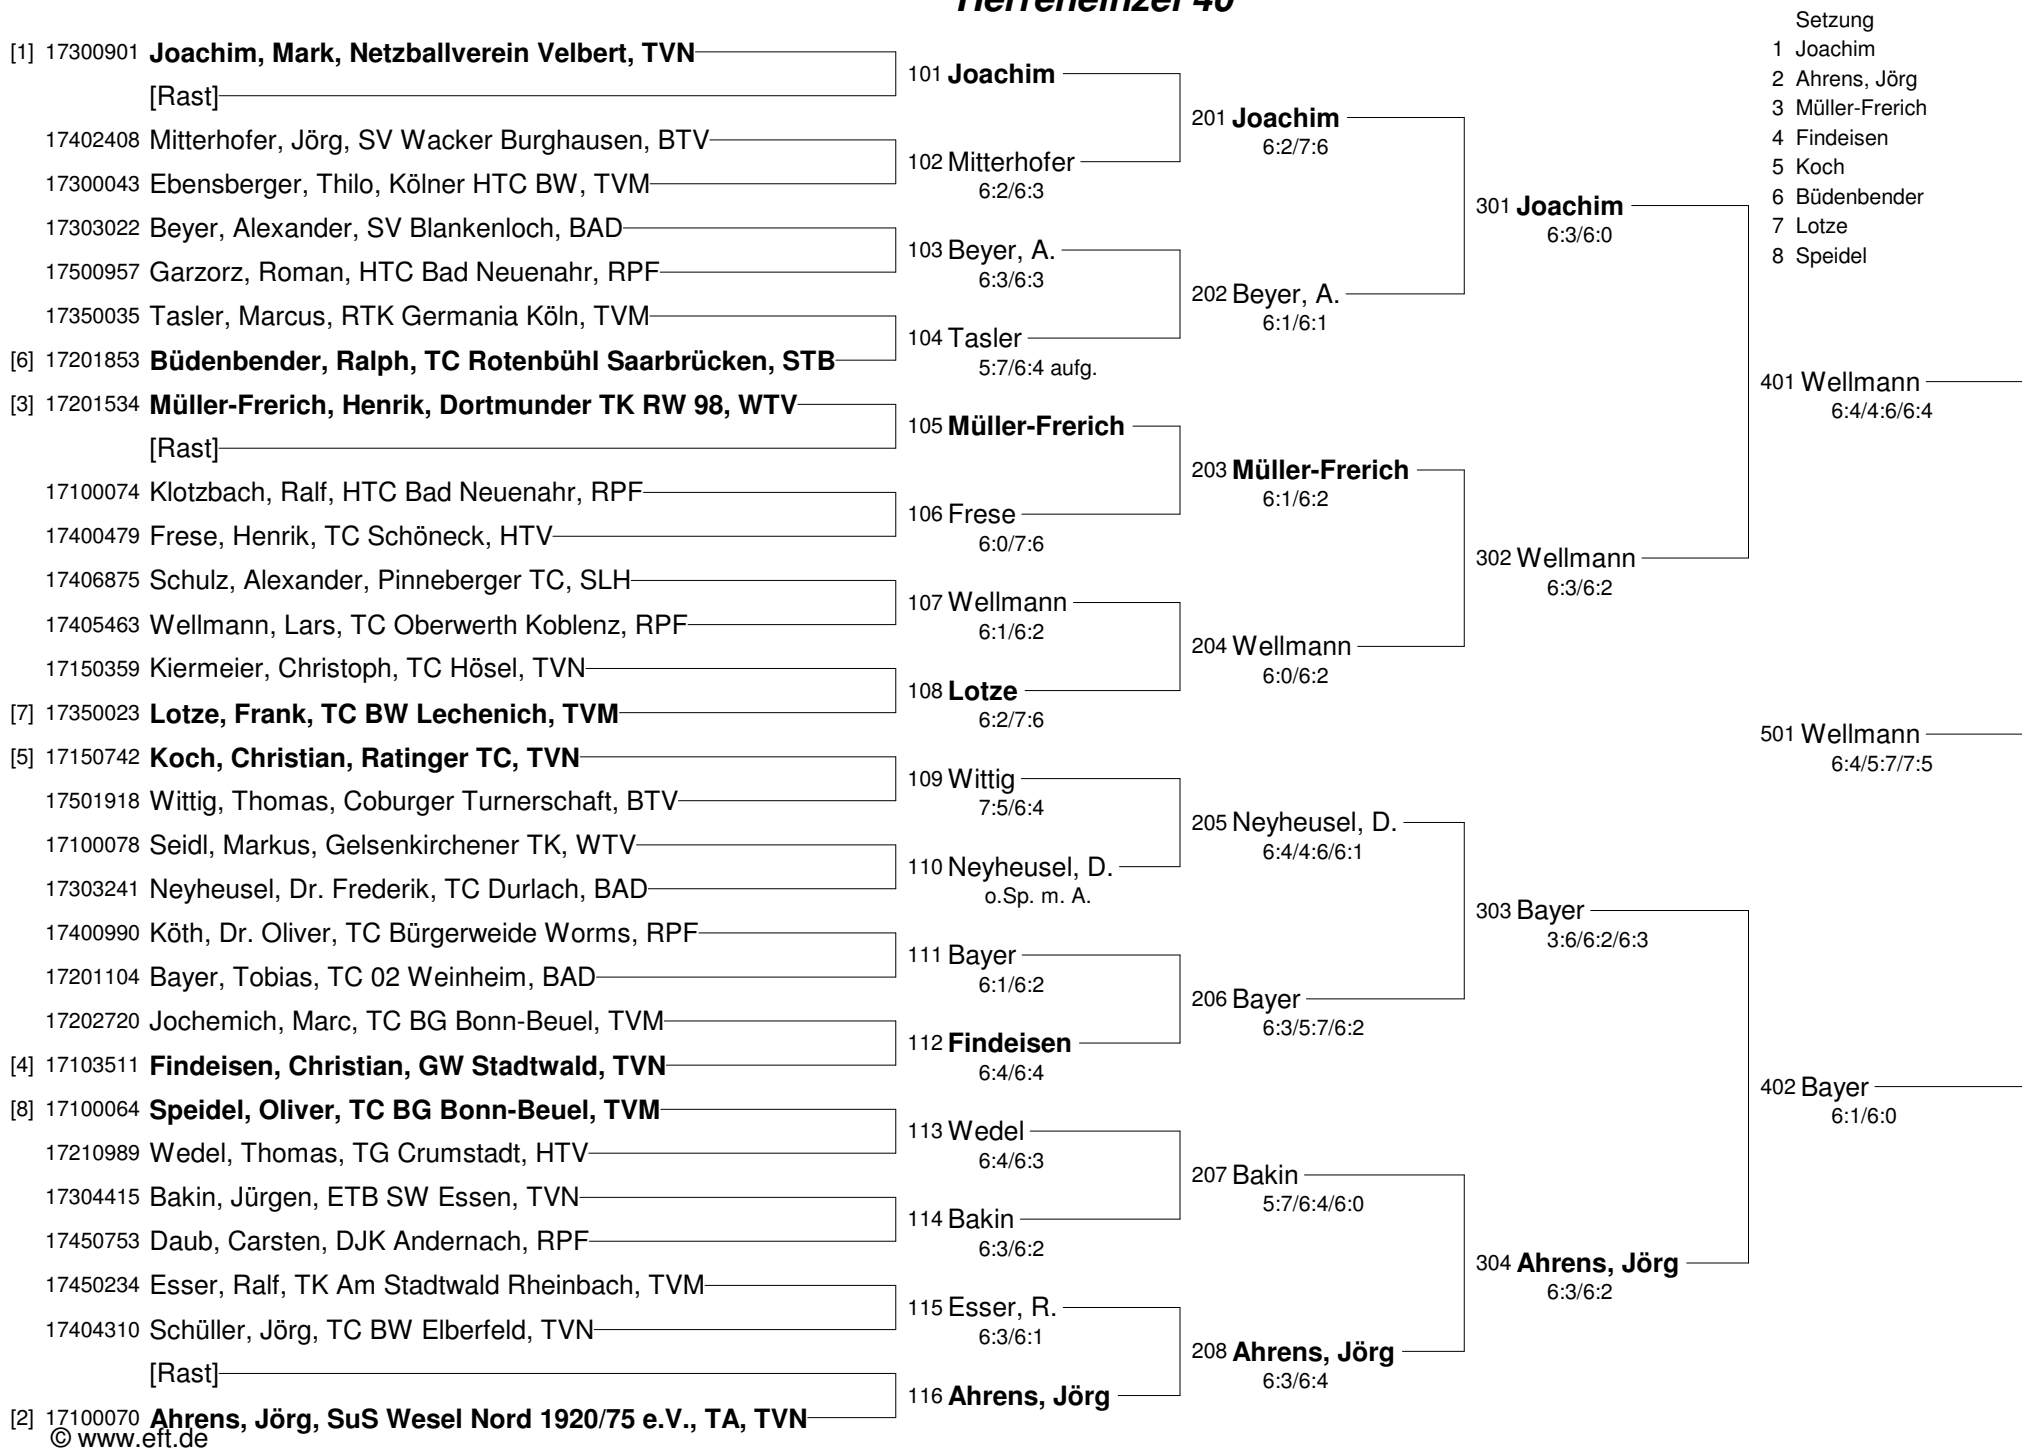 Herreneinzel 40
Setzung
1 Joachim
2 Ahrens, Jörg
3 Müller-Frerich
4 Findeisen
5 Koch
6 Büdenbender
7 Lotze
8 Speidel
[1] 17300901 Joachim, Mark, Netzballverein Velbert, TVN
[Rast]
17402408 Mitterhofer, Jörg, SV Wacker Burghausen, BTV
17300043 Ebensberger, Thilo, Kölner HTC BW, TVM
17303022 Beyer, Alexander, SV Blankenloch, BAD
17500957 Garzorz, Roman, HTC Bad Neuenahr, RPF
17350035 Tasler, Marcus, RTK Germania Köln, TVM
[6] 17201853 Büdenbender, Ralph, TC Rotenbühl Saarbrücken, STB
[3] 17201534 Müller-Frerich, Henrik, Dortmunder TK RW 98, WTV
[Rast]
17100074 Klotzbach, Ralf, HTC Bad Neuenahr, RPF
17400479 Frese, Henrik, TC Schöneck, HTV
17406875 Schulz, Alexander, Pinneberger TC, SLH
17405463 Wellmann, Lars, TC Oberwerth Koblenz, RPF
17150359 Kiermeier, Christoph, TC Hösel, TVN
[7] 17350023 Lotze, Frank, TC BW Lechenich, TVM
[5] 17150742 Koch, Christian, Ratinger TC, TVN
17501918 Wittig, Thomas, Coburger Turnerschaft, BTV
17100078 Seidl, Markus, Gelsenkirchener TK, WTV
17303241 Neyheusel, Dr. Frederik, TC Durlach, BAD
17400990 Köth, Dr. Oliver, TC Bürgerweide Worms, RPF
17201104 Bayer, Tobias, TC 02 Weinheim, BAD
17202720 Jochemich, Marc, TC BG Bonn-Beuel, TVM
[4] 17103511 Findeisen, Christian, GW Stadtwald, TVN
[8] 17100064 Speidel, Oliver, TC BG Bonn-Beuel, TVM
17210989 Wedel, Thomas, TG Crumstadt, HTV
17304415 Bakin, Jürgen, ETB SW Essen, TVN
17450753 Daub, Carsten, DJK Andernach, RPF
17450234 Esser, Ralf, TK Am Stadtwald Rheinbach, TVM
17404310 Schüller, Jörg, TC BW Elberfeld, TVN
[Rast]
[2] 17100070 Ahrens, Jörg, SuS Wesel Nord 1920/75 e.V., TA, TVN
© www.eft.de
101 Joachim
102 Mitterhofer
6:2/6:3
103 Beyer, A.
6:3/6:3
104 Tasler
5:7/6:4 aufg.
105 Müller-Frerich
106 Frese
6:0/7:6
107 Wellmann
6:1/6:2
108 Lotze
6:2/7:6
109 Wittig
7:5/6:4
110 Neyheusel, D.
o.Sp. m. A.
111 Bayer
6:1/6:2
112 Findeisen
6:4/6:4
113 Wedel
6:4/6:3
114 Bakin
6:3/6:2
115 Esser, R.
6:3/6:1
116 Ahrens, Jörg
201 Joachim
6:2/7:6
202 Beyer, A.
6:1/6:1
203 Müller-Frerich
6:1/6:2
204 Wellmann
6:0/6:2
205 Neyheusel, D.
6:4/4:6/6:1
206 Bayer
6:3/5:7/6:2
207 Bakin
5:7/6:4/6:0
208 Ahrens, Jörg
6:3/6:4
301 Joachim
6:3/6:0
302 Wellmann
6:3/6:2
303 Bayer
3:6/6:2/6:3
304 Ahrens, Jörg
6:3/6:2
401 Wellmann
6:4/4:6/6:4
402 Bayer
6:1/6:0
501 Wellmann
6:4/5:7/7:5